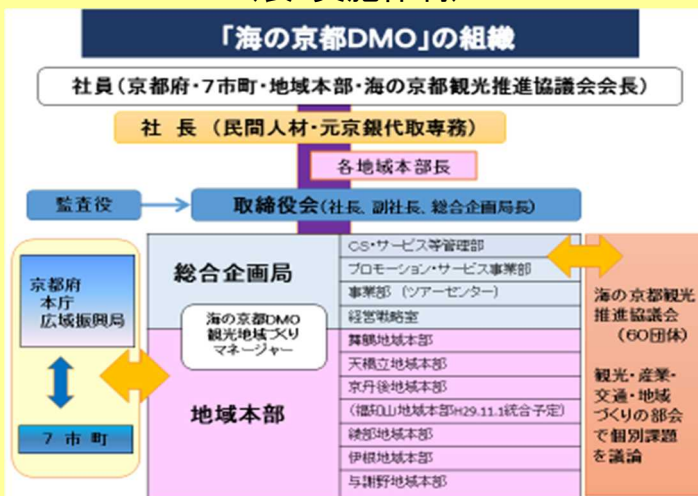 「海の京都DMO」の組織
社員(京都府・7市町・地域本部・海の京都観光推進協議会会長)
社 長 (民間人材・元京銀代取専務)
各地域本部長
監査役
取締役会(社長、副社長、総合企画局長)
京都府
本庁
広域振興局
7 市 町
総合企画局
海の京都DMO
観光地域づくり
マネージャー
地域本部
CS・サービス等管理部
プロモーション・サービス事業部
事業部 (ツアーセンター)
経営戦略室
舞鶴地域本部
天橋立地域本部
京丹後地域本部
(福知山地域本部H29.11.1統合予定)
綾部地域本部
伊根地域本部
与謝野地域本部
海の京都観光
推進協議会
(60団体)
観光・産業・
交通・地域
づくりの部会
で個別課題
を議論